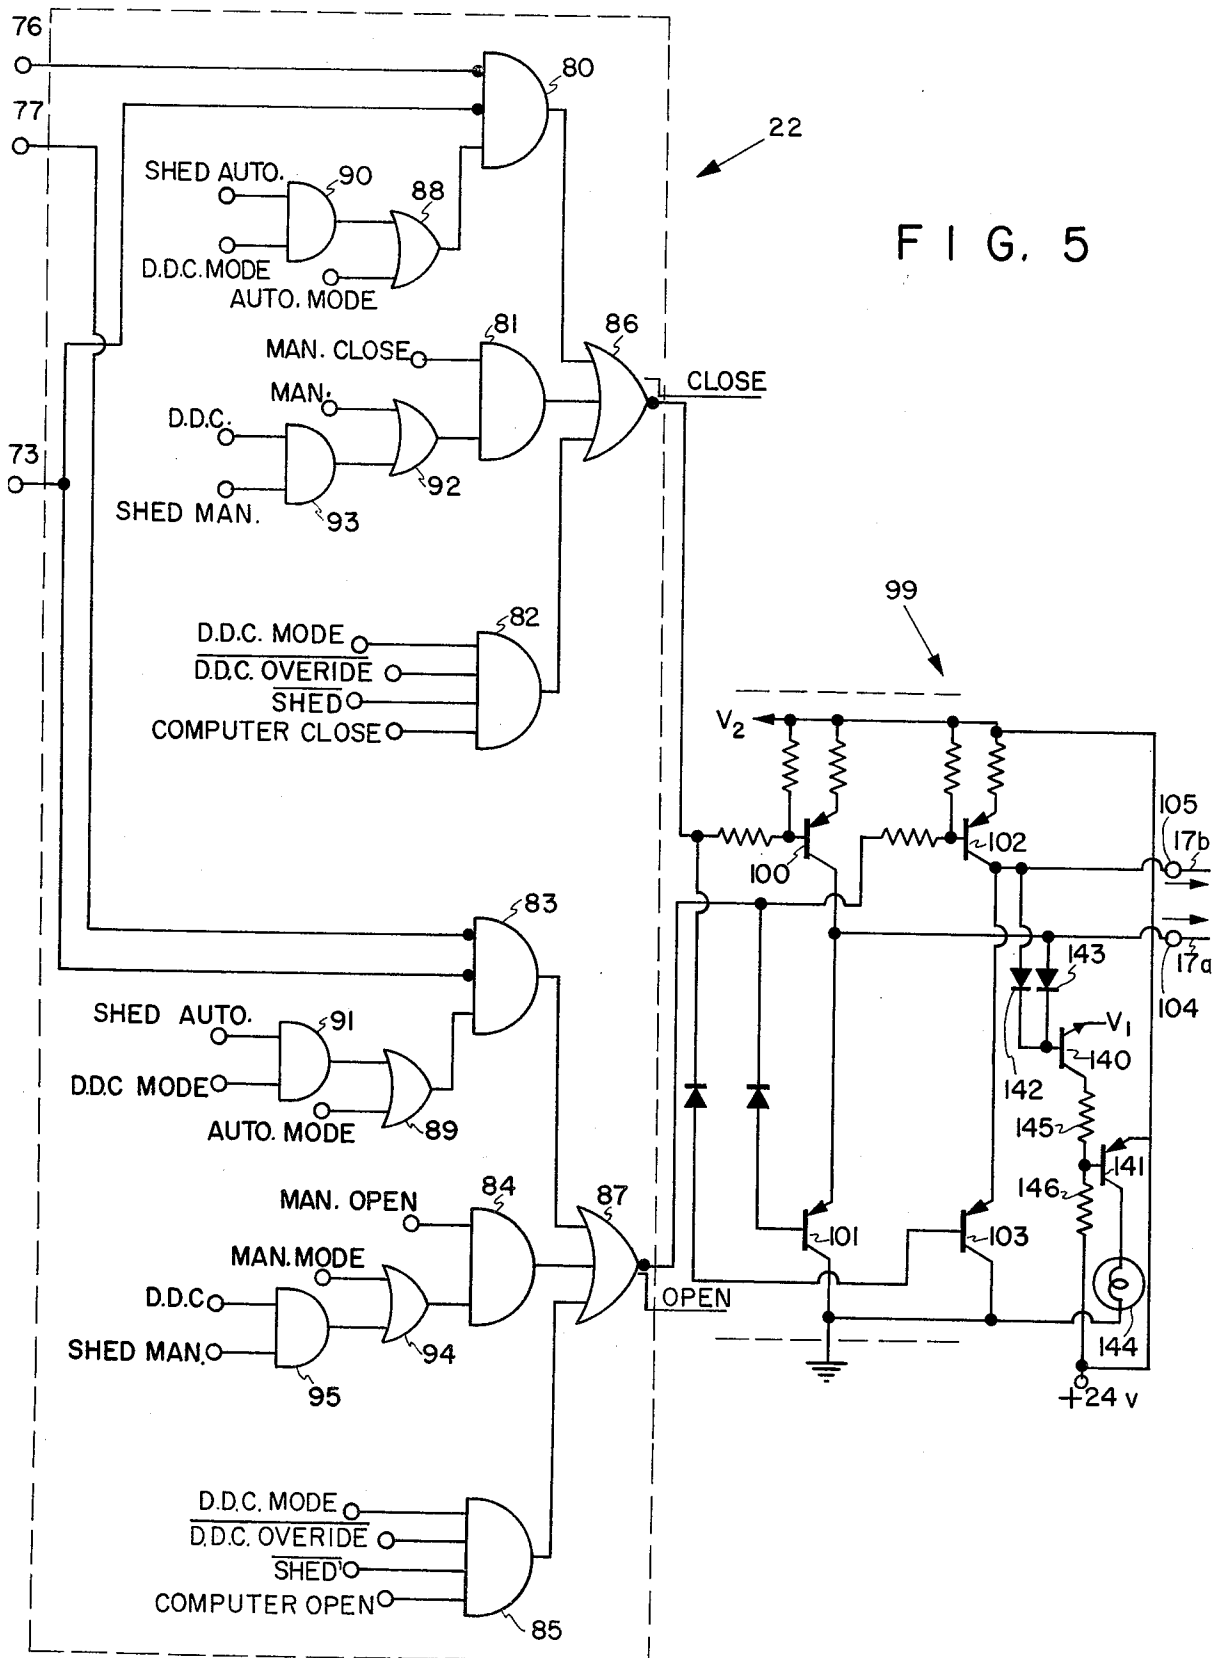 76
80
77
22
SHED AUTO.
90
88
FIG. 5
D.D.C. MODE
AUTO. MODE
81
86
MAN. CLOSE
CLOSE
MAN.
D.D.C.
73
92
SHED MAN.
93
99
82
D.D.C. MODE
D.D.C. OVERIDE
SHED
V2
COMPUTER CLOSE
105
17b
102
100
83
143
17a
104
SHED AUTO.
91
V1
140
142
D.D.C MODE
145
AUTO. MODE
89
141
84
146
MAN. OPEN
87
101
103
MAN. MODE
D.D.C
OPEN
SHED MAN.
94
144
95
+24 V
D.D.C. MODE
D.D.C. OVERIDE
SHED
COMPUTER OPEN
85